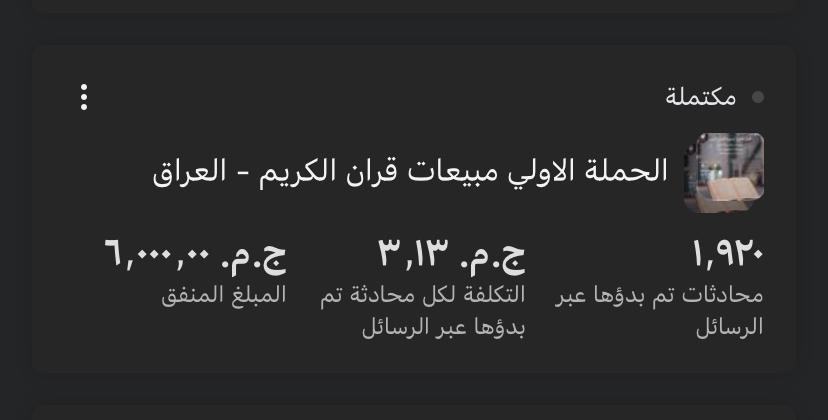 مكتملة
الحملة الاولي مبيعات قران الكريم - العراق
١,٩٢٠
محادثات تم بدؤها عبر
الرسائل
ج.م. ٣,١٣
التكلفة لكل محادثة تم
بدؤها عبر الرسائل
ج.م. ٦,٠٠٠,٠٠
المبلغ المنفق